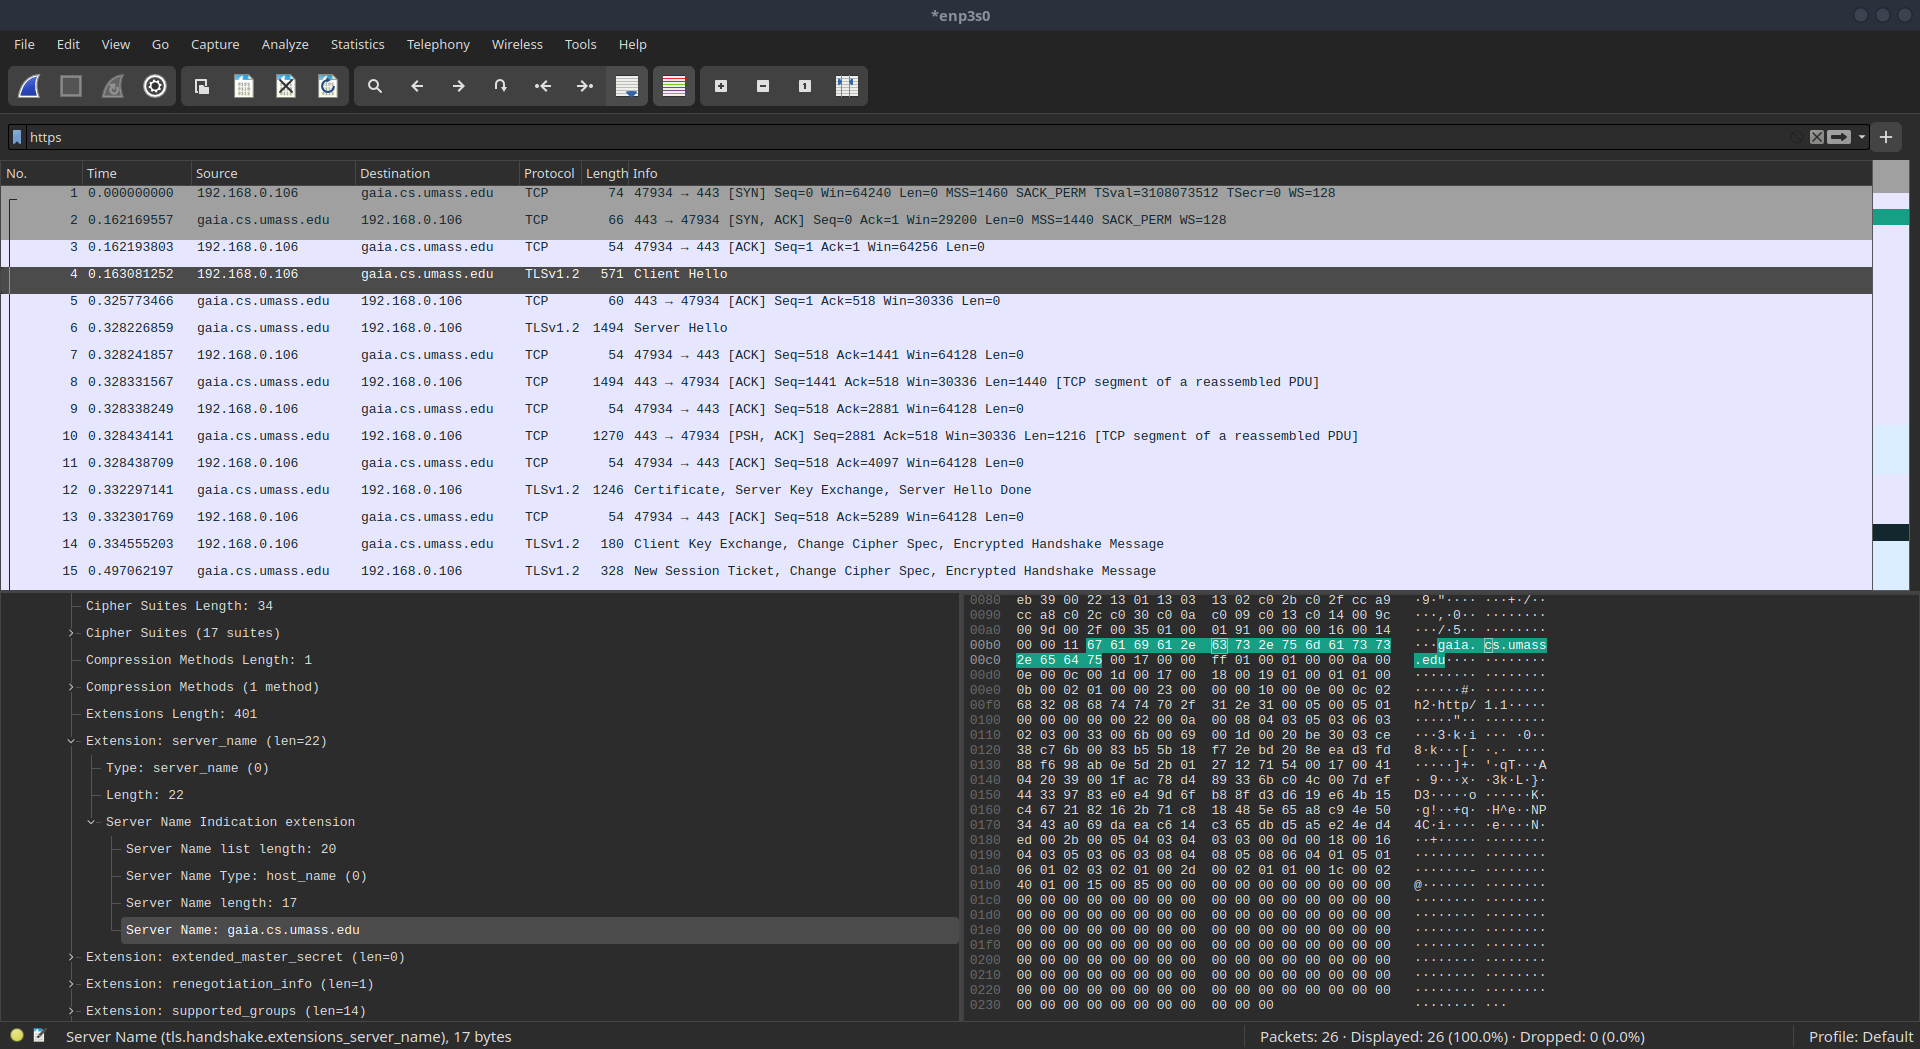 *enp3s0
File Edit View Go Capture Analyze Statistics Telephony Wireless Tools Help
https
No. Time Source Destination Protocol Length Info
1 0.000000000 192.168.0.106 gaia.cs.umass.edu TCP 74 47934 → 443 [SYN] Seq=0 Win=64240 Len=0 MSS=1460 SACK_PERM TSval=3108073512 TSecr=0 WS=128
2 0.162169557 gaia.cs.umass.edu 192.168.0.106 TCP 66 443 → 47934 [SYN, ACK] Seq=0 Ack=1 Win=29200 Len=0 MSS=1440 SACK_PERM WS=128
3 0.162193803 192.168.0.106 gaia.cs.umass.edu TCP 54 47934 → 443 [ACK] Seq=1 Ack=1 Win=64256 Len=0
4 0.163081252 192.168.0.106 gaia.cs.umass.edu TLSv1.2 571 Client Hello
5 0.325773466 gaia.cs.umass.edu 192.168.0.106 TCP 60 443 → 47934 [ACK] Seq=1 Ack=518 Win=30336 Len=0
6 0.328226859 gaia.cs.umass.edu 192.168.0.106 TLSv1.2 1494 Server Hello
7 0.328241857 192.168.0.106 gaia.cs.umass.edu TCP 54 47934 → 443 [ACK] Seq=518 Ack=1441 Win=64128 Len=0
8 0.328331567 gaia.cs.umass.edu 192.168.0.106 TCP 1494 443 → 47934 [ACK] Seq=1441 Ack=518 Win=30336 Len=1440 [TCP segment of a reassembled PDU]
9 0.328338249 192.168.0.106 gaia.cs.umass.edu TCP 54 47934 → 443 [ACK] Seq=518 Ack=2881 Win=64128 Len=0
10 0.328434141 gaia.cs.umass.edu 192.168.0.106 TCP 1270 443 → 47934 [PSH, ACK] Seq=2881 Ack=518 Win=30336 Len=1216 [TCP segment of a reassembled PDU]
11 0.328438709 192.168.0.106 gaia.cs.umass.edu TCP 54 47934 → 443 [ACK] Seq=518 Ack=4097 Win=64128 Len=0
12 0.332297141 gaia.cs.umass.edu 192.168.0.106 TLSv1.2 1246 Certificate, Server Key Exchange, Server Hello Done
13 0.332301769 192.168.0.106 gaia.cs.umass.edu TCP 54 47934 → 443 [ACK] Seq=518 Ack=5289 Win=64128 Len=0
14 0.334555203 192.168.0.106 gaia.cs.umass.edu TLSv1.2 180 Client Key Exchange, Change Cipher Spec, Encrypted Handshake Message
15 0.497062197 gaia.cs.umass.edu 192.168.0.106 TLSv1.2 328 New Session Ticket, Change Cipher Spec, Encrypted Handshake Message
Cipher Suites Length: 34
Cipher Suites (17 suites)
Compression Methods Length: 1
Compression Methods (1 method)
Extensions Length: 401
Extension: server_name (len=22)
Type: server_name (0)
Length: 22
Server Name Indication extension
Server Name list length: 20
Server Name Type: host_name (0)
Server Name length: 17
Server Name: gaia.cs.umass.edu
Extension: extended_master_secret (len=0)
Extension: renegotiation_info (len=1)
Extension: supported_groups (len=14)
0080 eb 39 00 22 13 01 13 03 13 02 c0 2b c0 2f cc a9 ·9·"···· ···+·/··
0090 cc a8 c0 2c c0 30 c0 0a c0 09 c0 13 c0 14 00 9c ···,·0·· ········
00a0 00 9d 00 2f 00 35 01 00 01 91 00 00 00 16 00 14 ···/·5·· ········
00b0 00 00 11 67 61 69 61 2e 63 73 2e 75 6d 61 73 73 ···gaia. cs.umass
00c0 2e 65 64 75 00 17 00 00 ff 01 00 01 00 00 0a 00 .edu···· ········
00d0 0e 00 0c 00 1d 00 17 00 18 00 19 01 00 01 01 00 ········ ········
00e0 0b 00 02 01 00 00 23 00 00 00 10 00 0e 00 0c 02 ······#· ········
00f0 68 32 08 68 74 74 70 2f 31 2e 31 00 05 00 05 01 h2·http/ 1.1·····
0100 00 00 00 00 00 22 00 0a 00 08 04 03 05 03 06 03 ·····"·· ········
0110 02 03 00 33 00 6b 00 69 00 1d 00 20 be 30 03 ce ···3·k·i ··· ·0··
0120 38 c7 6b 00 83 b5 5b 18 f7 2e bd 20 8e ea d3 fd 8·k···[· ·.· ····
0130 88 f6 98 ab 0e 5d 2b 01 27 12 71 54 00 17 00 41 ·····]+· '·qT···A
0140 04 20 39 00 1f ac 78 d4 89 33 6b c0 4c 00 7d ef · 9···x· ·3k·L·}·
0150 44 33 97 83 e0 e4 9d 6f b8 8f d3 d6 19 e6 4b 15 D3·····o ······K·
0160 c4 67 21 82 16 2b 71 c8 18 48 5e 65 a8 c9 4e 50 ·g!··+q· ·H^e··NP
0170 34 43 a0 69 da ea c6 14 c3 65 db d5 a5 e2 4e d4 4C·i···· ·e····N·
0180 ed 00 2b 00 05 04 03 04 03 03 00 0d 00 18 00 16 ··+····· ········
0190 04 03 05 03 06 03 08 04 08 05 08 06 04 01 05 01 ········ ········
01a0 06 01 02 03 02 01 00 2d 00 02 01 01 00 1c 00 02 ·······- ········
01b0 40 01 00 15 00 85 00 00 00 00 00 00 00 00 00 00 @······· ········
01c0 00 00 00 00 00 00 00 00 00 00 00 00 00 00 00 00 ········ ········
01d0 00 00 00 00 00 00 00 00 00 00 00 00 00 00 00 00 ········ ········
01e0 00 00 00 00 00 00 00 00 00 00 00 00 00 00 00 00 ········ ········
01f0 00 00 00 00 00 00 00 00 00 00 00 00 00 00 00 00 ········ ········
0200 00 00 00 00 00 00 00 00 00 00 00 00 00 00 00 00 ········ ········
0210 00 00 00 00 00 00 00 00 00 00 00 00 00 00 00 00 ········ ········
0220 00 00 00 00 00 00 00 00 00 00 00 00 00 00 00 00 ········ ········
0230 00 00 00 00 00 00 00 00 00 00 00 ········ ···
Server Name (tls.handshake.extensions_server_name), 17 bytes
Packets: 26 · Displayed: 26 (100.0%) · Dropped: 0 (0.0%)
Profile: Default